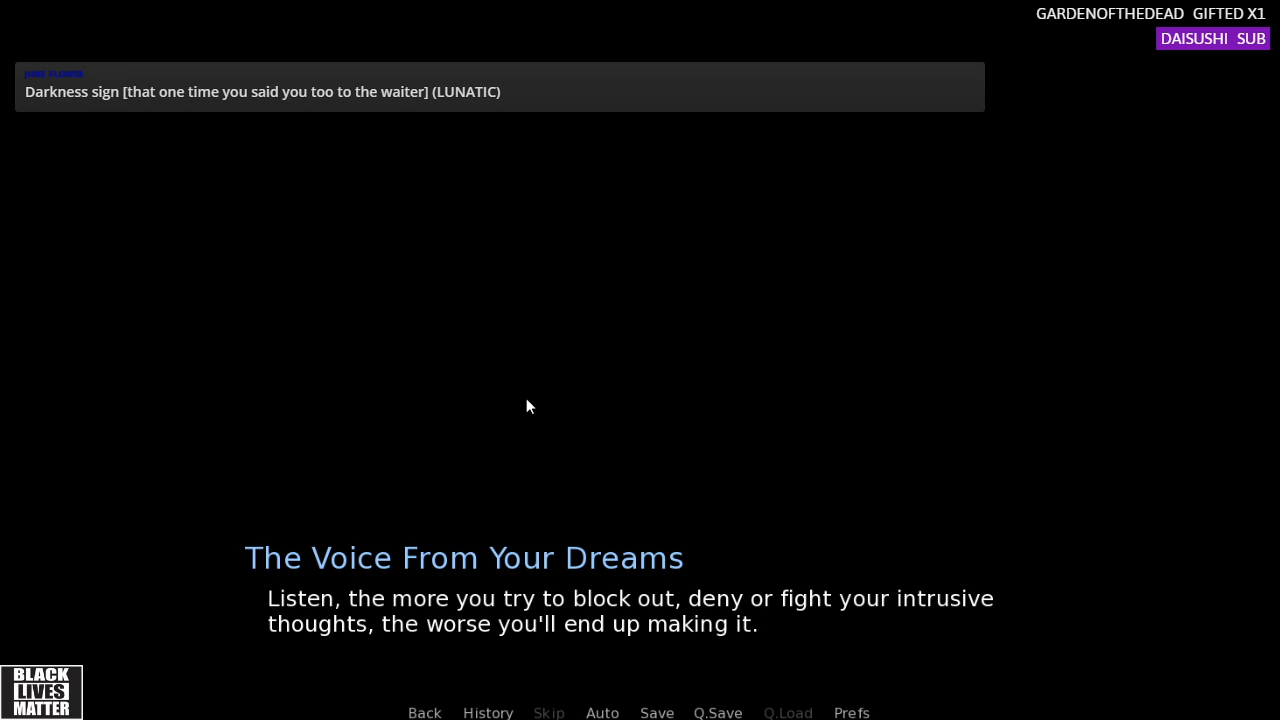 GARDENOFTHEDEAD GIFTED X1
DAISUSHI SUB
Darkness sign [that one time you said you too to the waiter] (LUNATIC)
The Voice From Your Dreams
Listen, the more you try to block out, deny or fight your intrusive
thoughts, the worse you'll end up making it.
BLACK
LIVES
MATTER
Back History Skip Auto Save Q.Save Q.Load Prefs